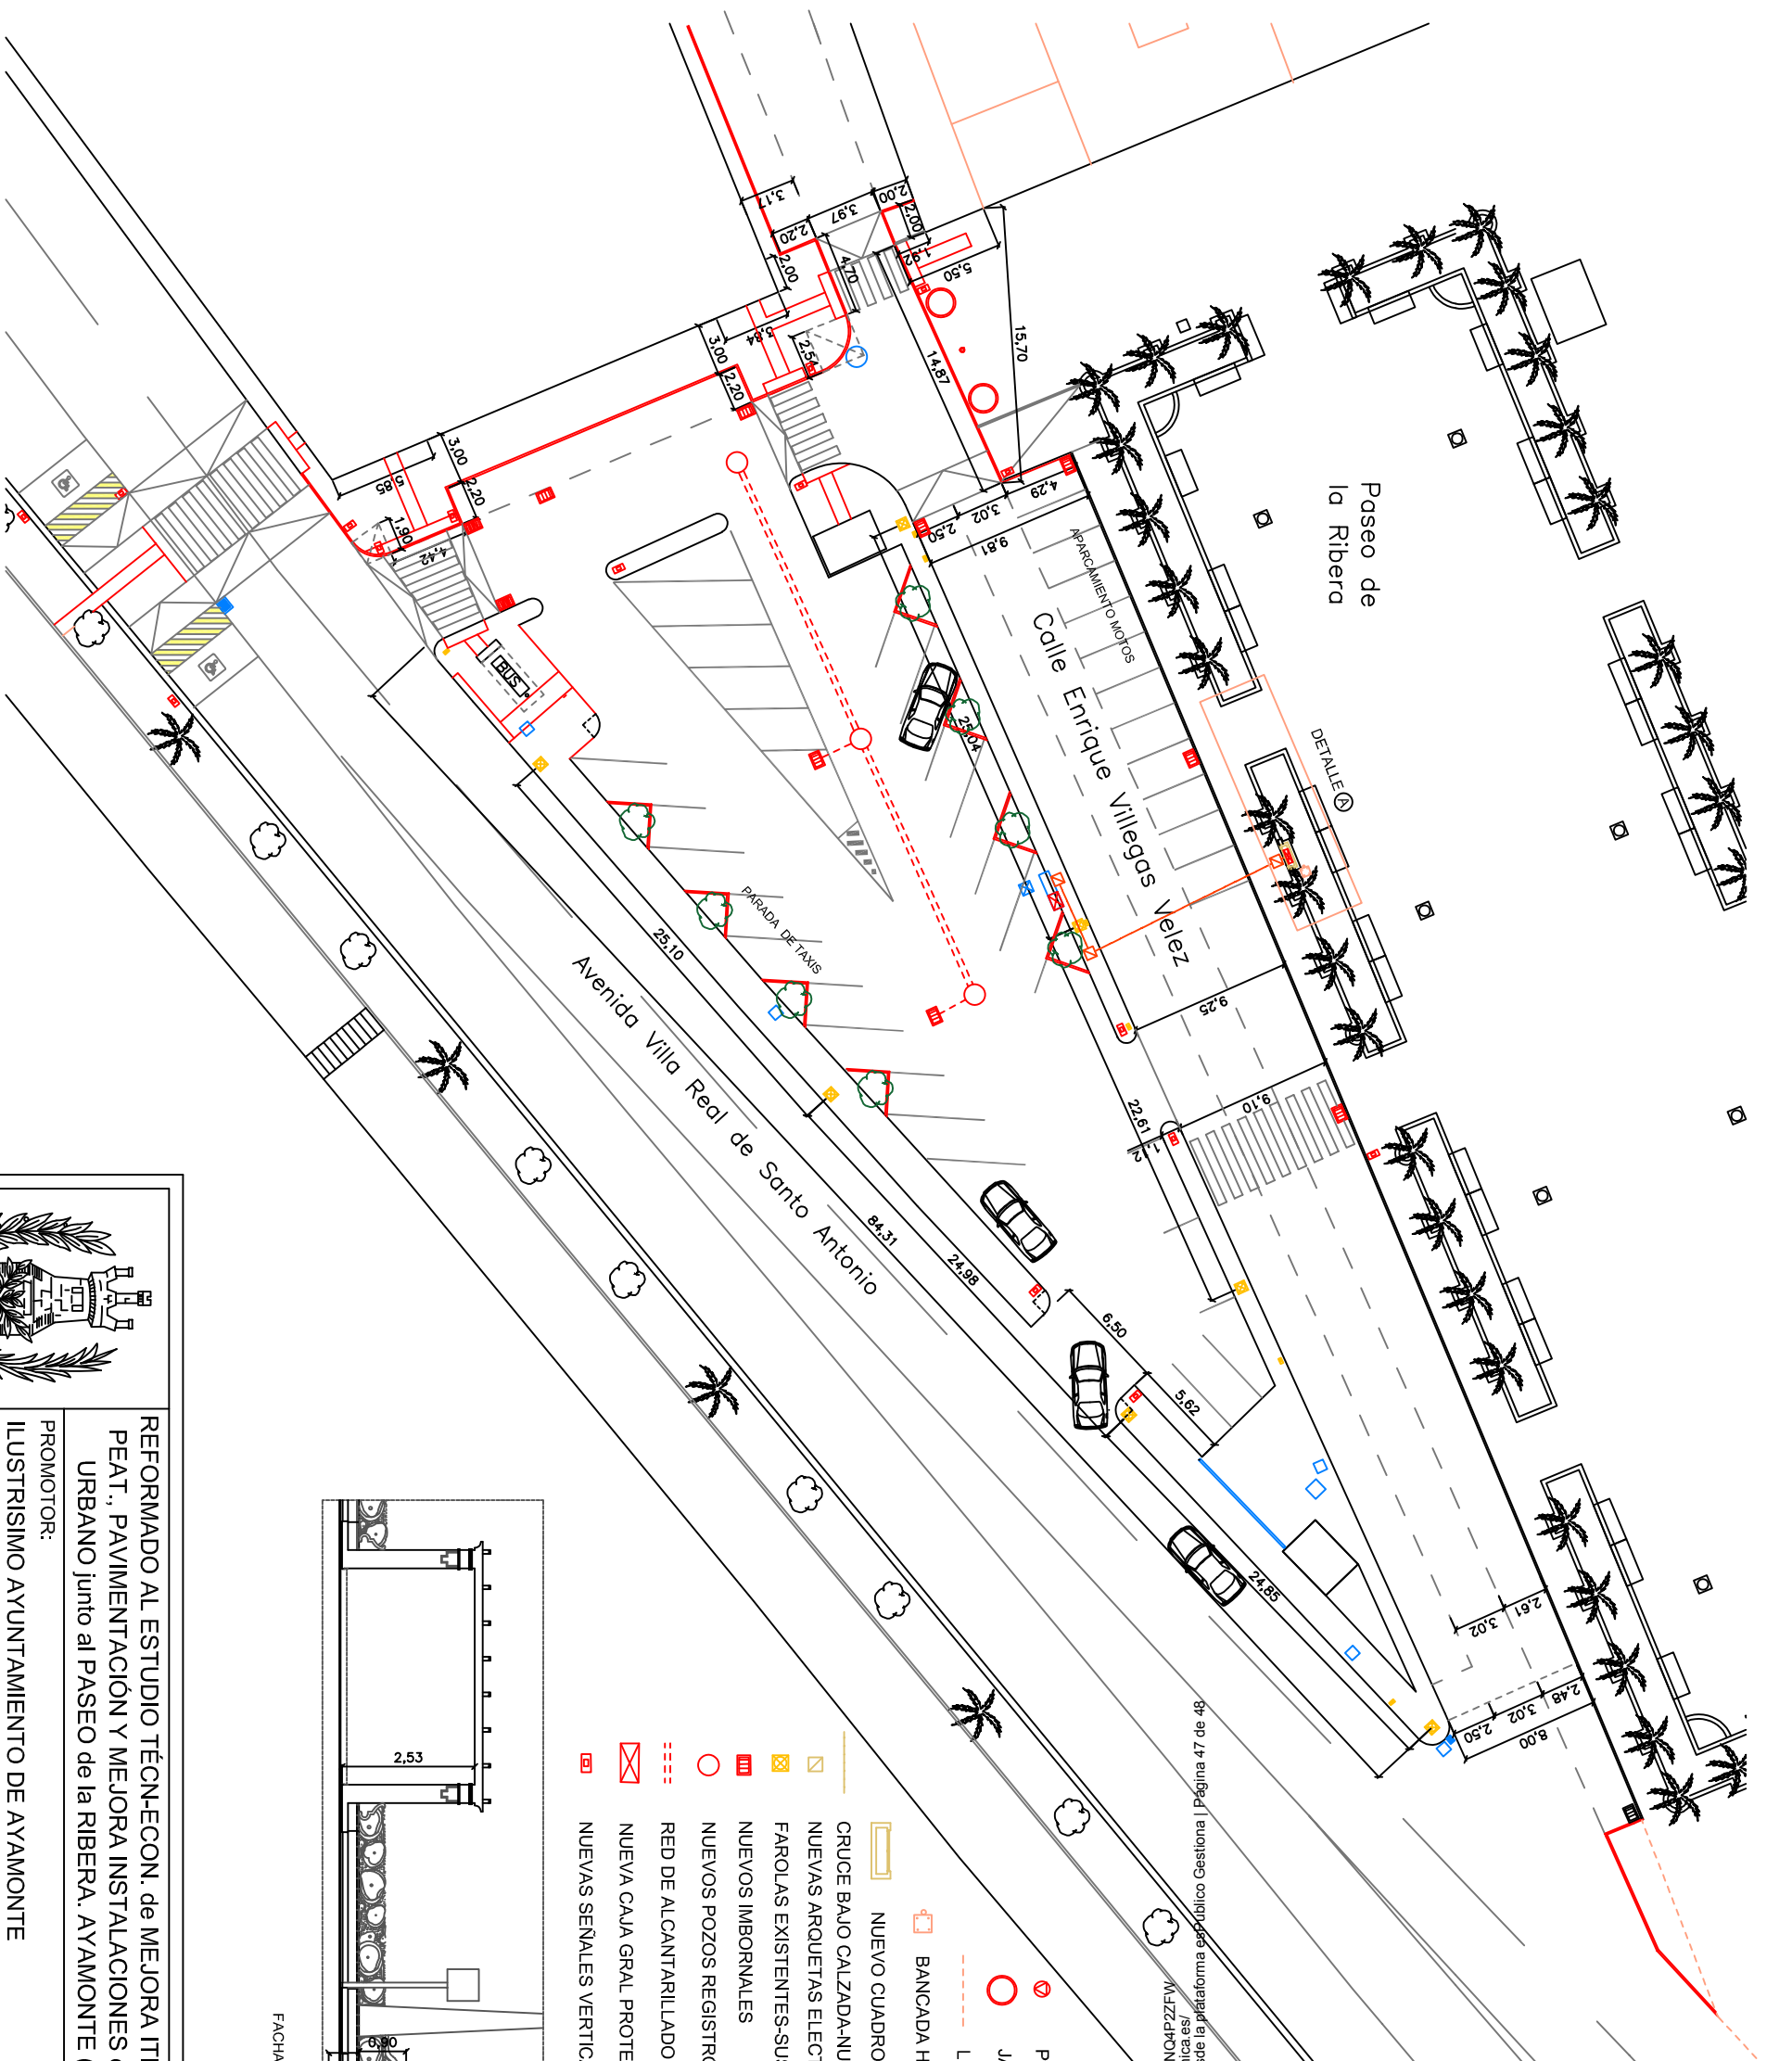 Paseo de
la Ribera
DETALLE A
APARCAMIENTO MOTOS
Calle Enrique Villegas Velez
PARADA DE TAXIS
BUS
Avenida Villa Real de Santo Antonio
3,17
2,20
3,97
2,00
2,00
2,00
4,70
5,50
15,70
14,87
3,84
2,54
3,00
2,20
3,00
2,20
5,85
1,90
4,42
4,29
3,02
2,50
9,81
25,04
9,25
9,10
22,61
1,12
25,10
84,31
24,98
6,50
5,62
24,85
2,61
3,02
2,48
3,02
2,50
8,00
Página 47 de 48
BANCADA H
NUEVO CUADRO
CRUCE BAJO CALZADA-NU
NUEVAS ARQUETAS ELECT
FAROLAS EXISTENTES-SUS
NUEVOS IMBORNALES
NUEVOS POZOS REGISTRO
RED DE ALCANTARILLADO
NUEVA CAJA GRAL PROTE
NUEVAS SEÑALES VERTIC
2,53
0,90
FACHA
REFORMADO AL ESTUDIO TÉCN-ECON. de MEJORA ITI
PEAT., PAVIMENTACIÓN Y MEJORA INSTALACIONES
URBANO junto al PASEO de la RIBERA. AYAMONTE (
PROMOTOR:
ILUSTRISIMO AYUNTAMIENTO DE AYAMONTE